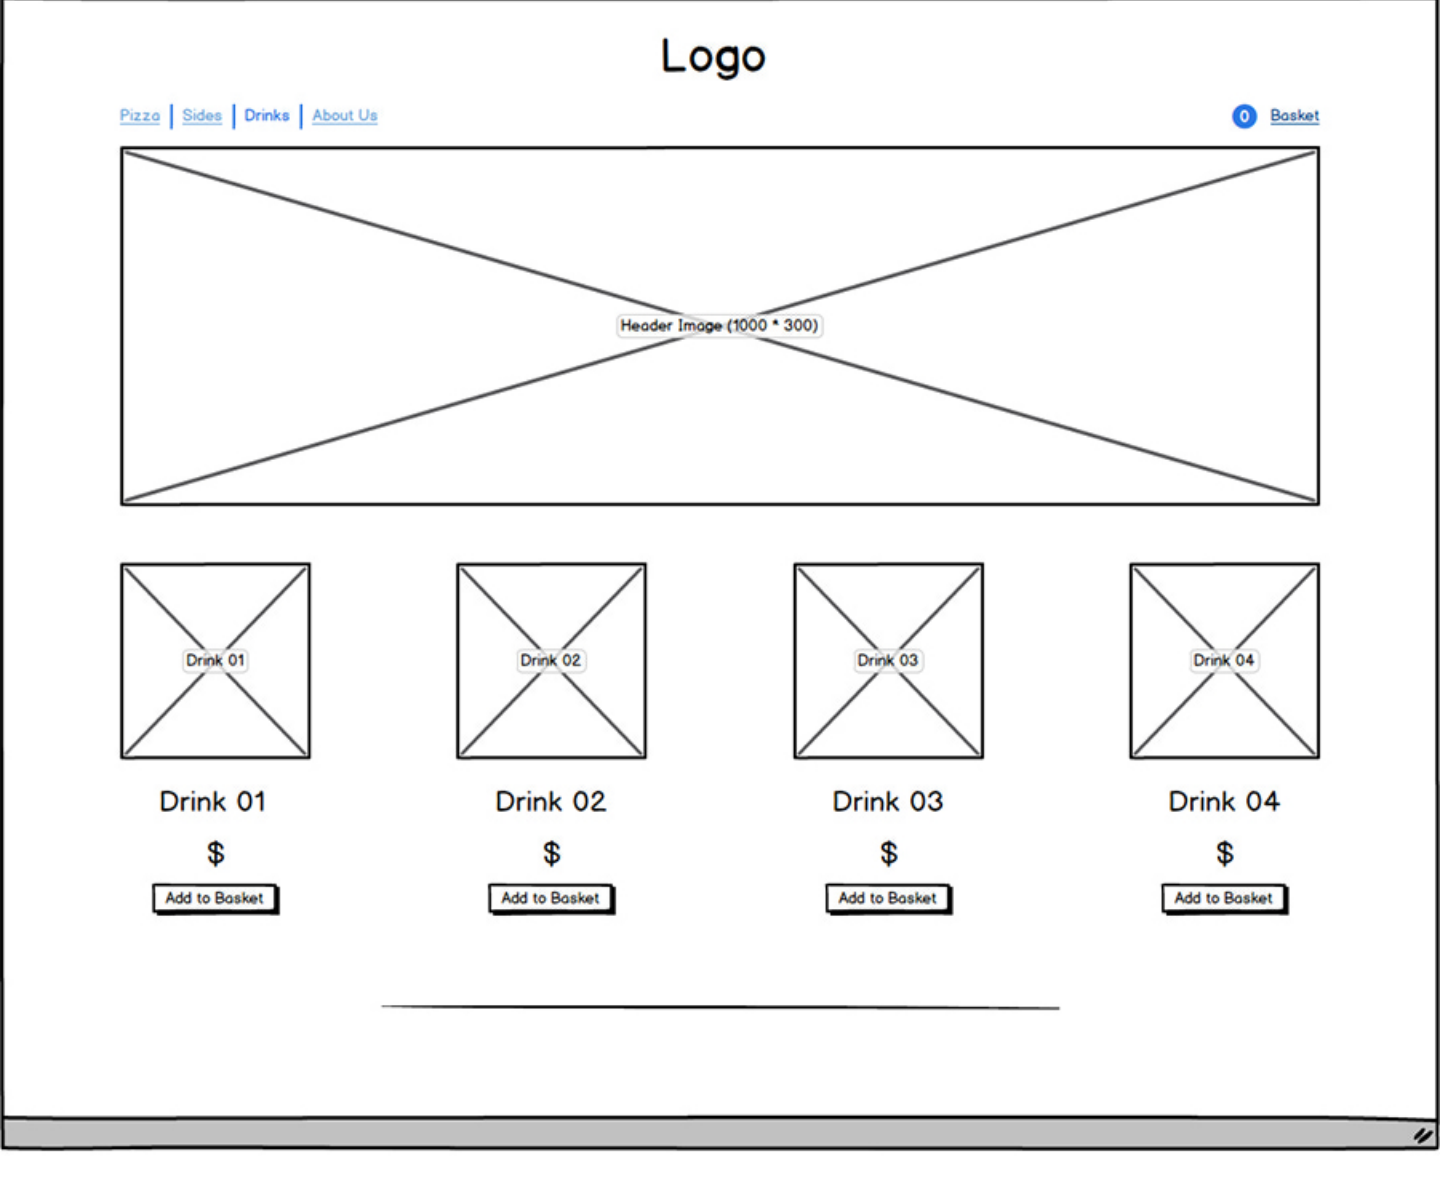 Logo
Pizza Sides Drinks About Us 0 Basket
Header Image (1000 * 300)
Drink 01 Drink 02 Drink 03 Drink 04
Drink 01 Drink 02 Drink 03 Drink 04
$ $ $ $
Add to Basket Add to Basket Add to Basket Add to Basket